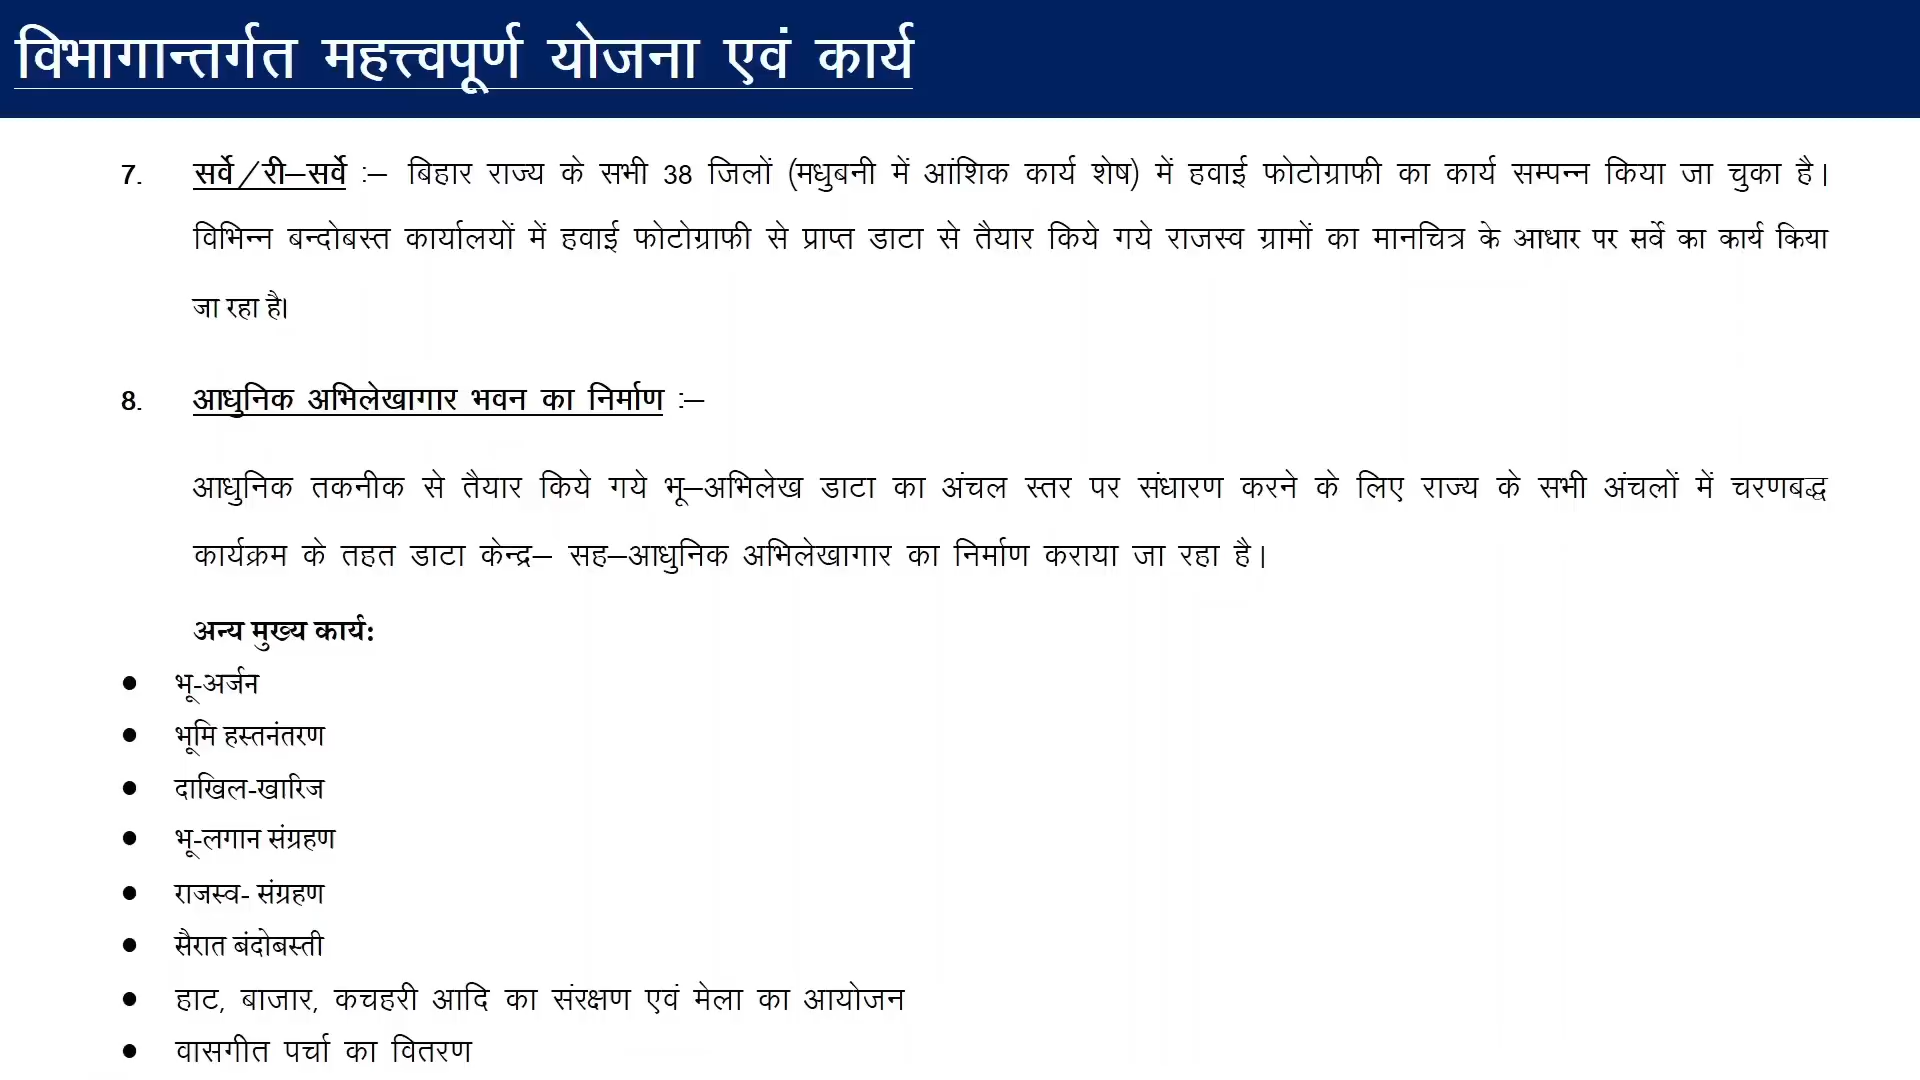 विभागान्तर्गत महत्त्वपूर्ण योजना एवं कार्य
7. सर्वे/री–सर्वे :– बिहार राज्य के सभी 38 जिलों (मधुबनी में आंशिक कार्य शेष) में हवाई फोटोग्राफी का कार्य सम्पन्न किया जा चुका है।
विभिन्न बन्दोबस्त कार्यालयों में हवाई फोटोग्राफी से प्राप्त डाटा से तैयार किये गये राजस्व ग्रामों का मानचित्र के आधार पर सर्वे का कार्य किया
जा रहा है।
8. आधुनिक अभिलेखागार भवन का निर्माण :–
आधुनिक तकनीक से तैयार किये गये भू–अभिलेख डाटा का अंचल स्तर पर संधारण करने के लिए राज्य के सभी अंचलों में चरणबद्ध
कार्यक्रम के तहत डाटा केन्द्र– सह–आधुनिक अभिलेखागार का निर्माण कराया जा रहा है।
अन्य मुख्य कार्य:
● भू-अर्जन
● भूमि हस्तनंतरण
● दाखिल-खारिज
● भू-लगान संग्रहण
● राजस्व- संग्रहण
● सैरात बंदोबस्ती
● हाट, बाजार, कचहरी आदि का संरक्षण एवं मेला का आयोजन
● वासगीत पर्चा का वितरण